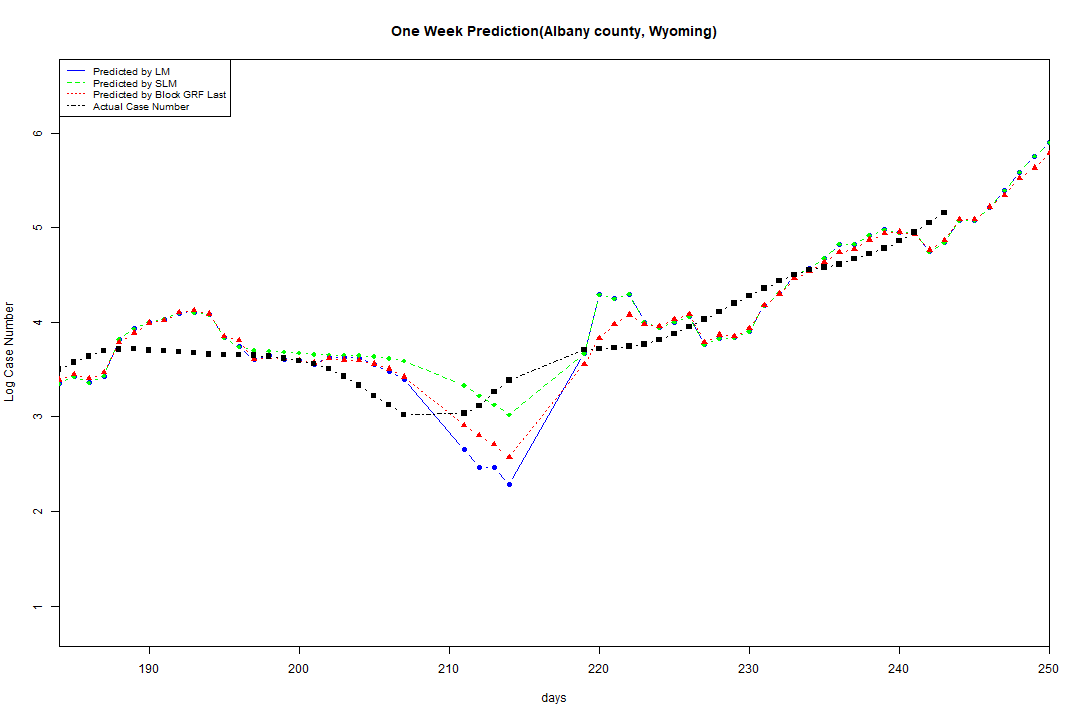 One Week Prediction(Albany county, Wyoming)
Predicted by LM
Predicted by SLM
Predicted by Block GRF Last
Actual Case Number
Log Case Number
6
5
4
3
2
1
190 200 210 220 230 240 250
days